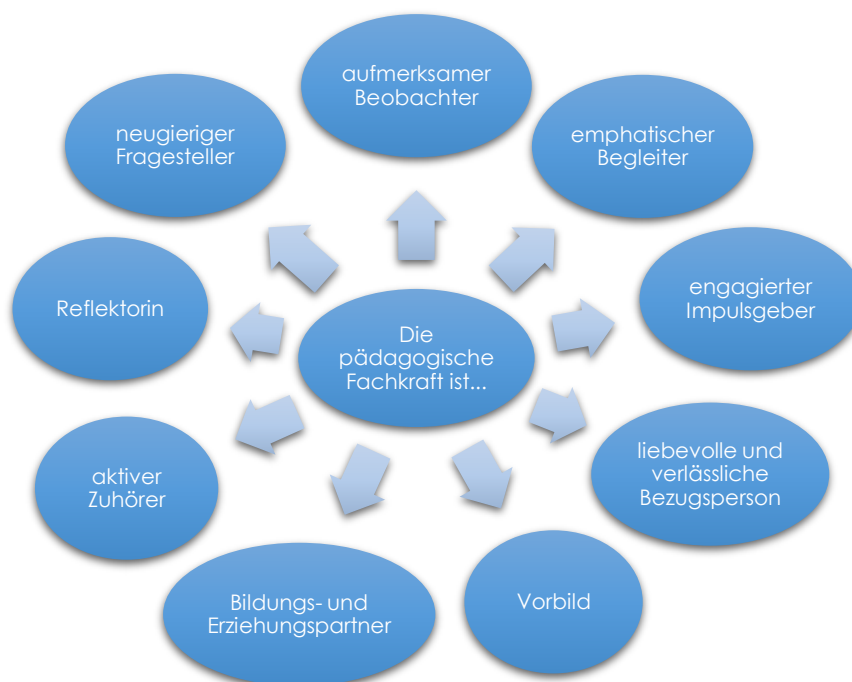 aufmerksamer
Beobachter
emphatischer
Begleiter
engagierter
Impulsgeber
liebevolle und
verlässliche
Bezugsperson
Vorbild
Bildungs- und
Erziehungspartner
aktiver
Zuhörer
Reflektorin
neugieriger
Fragesteller
Die
pädagogische
Fachkraft ist...